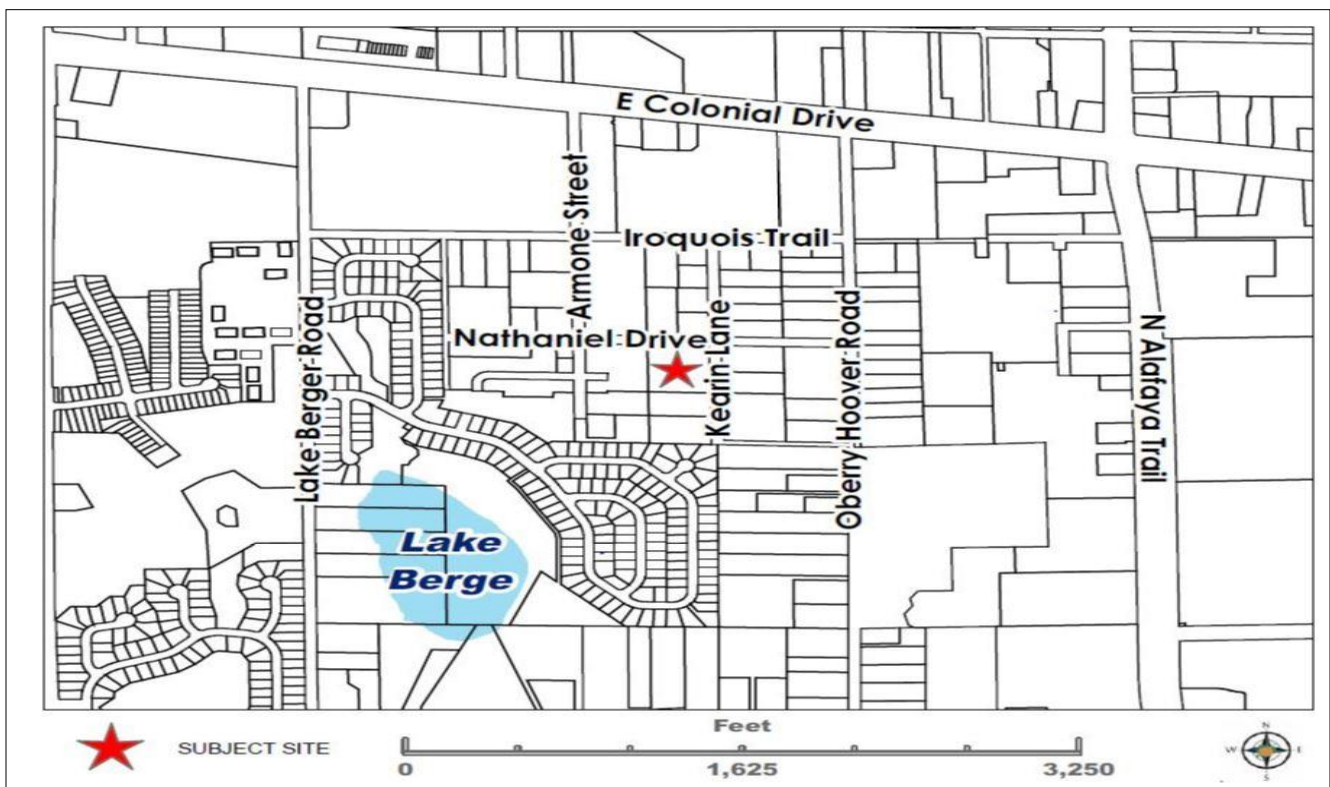 E Colonial Drive
Armone Street
Iroquois Trail
Lake Berger Road
Nathaniel Drive
Kearin Lane
Oberry Hoover Road
N Alafaya Trail
Lake
Berge
SUBJECT SITE
Feet
0 1,625 3,250
N
W E
S